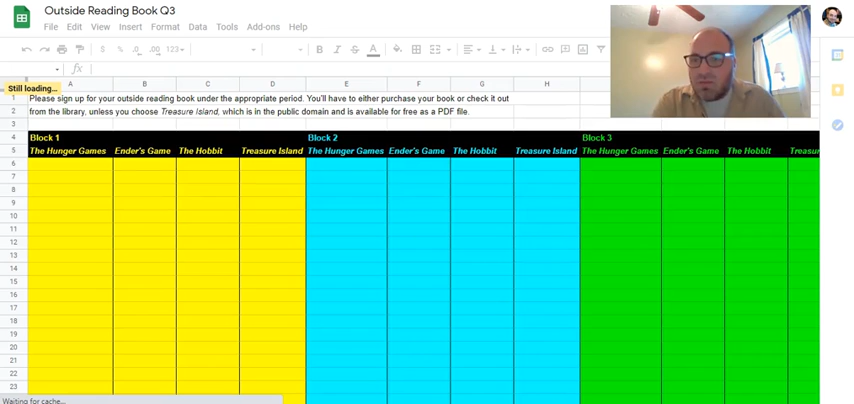 Outside Reading Book Q3
File Edit View Insert Format Data Tools Add-ons Help
$ % .0 .00 123
B I S A
fx
Still loading...
A B C D E F G H
1 Please sign up for your outside reading book under the appropriate period. You'll have to either purchase your book or check it out
2 from the library, unless you choose Treasure Island, which is in the public domain and is available for free as a PDF file.
3
4 Block 1 Block 2 Block 3
5 The Hunger Games Ender's Game The Hobbit Treasure Island The Hunger Games Ender's Game The Hobbit Treasure Island The Hunger Games Ender's Game The Hobbit Treasur
6
7
8
9
10
11
12
13
14
15
16
17
18
19
20
21
22
23
Waiting for cache...